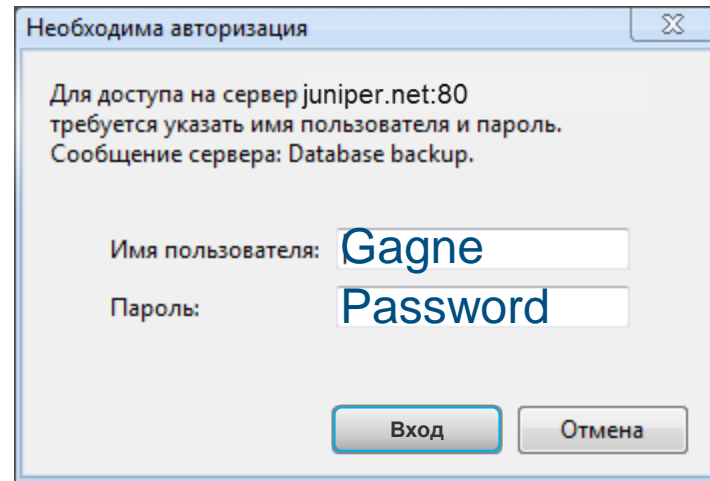 Необходима авторизация
Для доступа на сервер juniper.net:80
требуется указать имя пользователя и пароль.
Сообщение сервера: Database backup.
Имя пользователя: Gagne
Пароль: Password
Вход Отмена